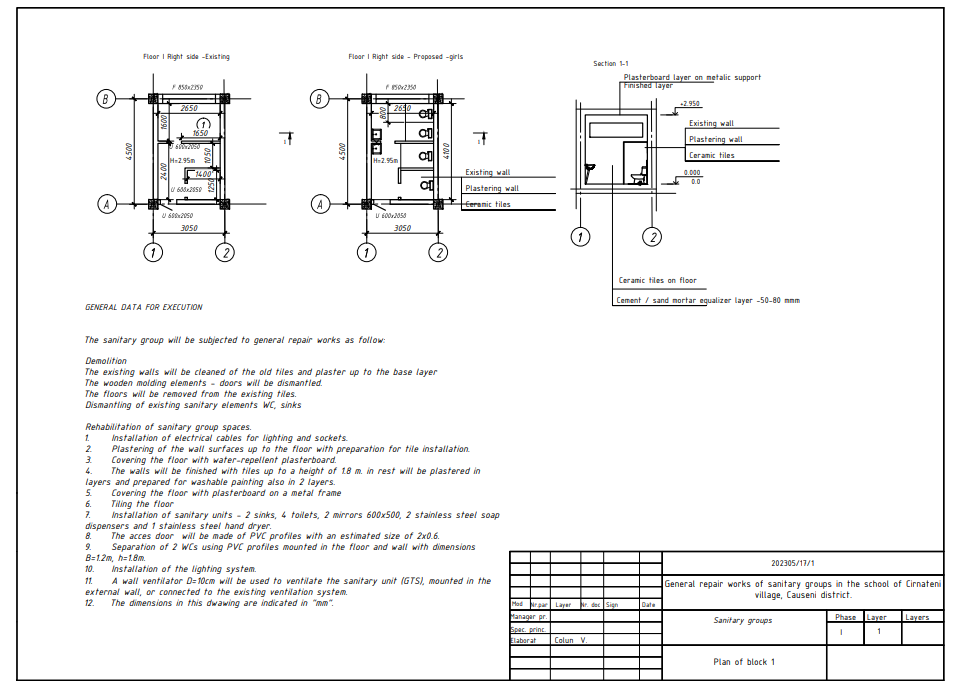 Floor I Right side -Existing
F 850x2350
B
2650
1600
1
1650
U 600x2050
4500
H=2.95m
1050
2400
1400
1250
U 600x2050
A
U 600x2050
3050
1
2
Floor I Right side - Proposed -girls
F 850x2350
B
2650
800
4500
H=2.95m
4100
Existing wall
Plastering wall
Ceramic tiles
A
U 600x2050
3050
1
2
Section 1-1
Plasterboard layer on metalic support
Finished layer
+2.950
Existing wall
Plastering wall
Ceramic tiles
0.000
0.0
1
2
Ceramic tiles on floor
Cement / sand mortar equalizer layer -50-80 mmm
GENERAL DATA FOR EXECUTION
The sanitary group will be subjected to general repair works as follow:
Demolition
The existing walls will be cleaned of the old tiles and plaster up to the base layer
The wooden molding elements - doors will be dismantled.
The floors will be removed from the existing tiles.
Dismantling of existing sanitary elements WC, sinks
Rehabilitation of sanitary group spaces.
1. Installation of electrical cables for lighting and sockets.
2. Plastering of the wall surfaces up to the floor with preparation for tile installation.
3. Covering the floor with water-repellent plasterboard.
4. The walls will be finished with tiles up to a height of 1.8 m. in rest will be plastered in
layers and prepared for washable painting also in 2 layers.
5. Covering the floor with plasterboard on a metal frame
6. Tiling the floor
7. Installation of sanitary units - 2 sinks, 4 toilets, 2 mirrors 600x500, 2 stainless steel soap
dispensers and 1 stainless steel hand dryer.
8. The acces door will be made of PVC profiles with an estimated size of 2x0.6.
9. Separation of 2 WCs using PVC profiles mounted in the floor and wall with dimensions
B=1.2m, h=1.8m.
10. Installation of the lighting system.
11. A wall ventilator D=10cm will be used to ventilate the sanitary unit (GTS), mounted in the
external wall, or connected to the existing ventilation system.
12. The dimensions in this dwawing are indicated in "mm".
202305/17/1
General repair works of sanitary groups in the school of Cirnateni
village, Causeni district.
Mod Nr.par Layer Nr. doc Sign Date
Manager pr.
Spec. princ.
Elaborat Colun V.
Sanitary groups
Phase Layer Layers
I 1
Plan of block 1